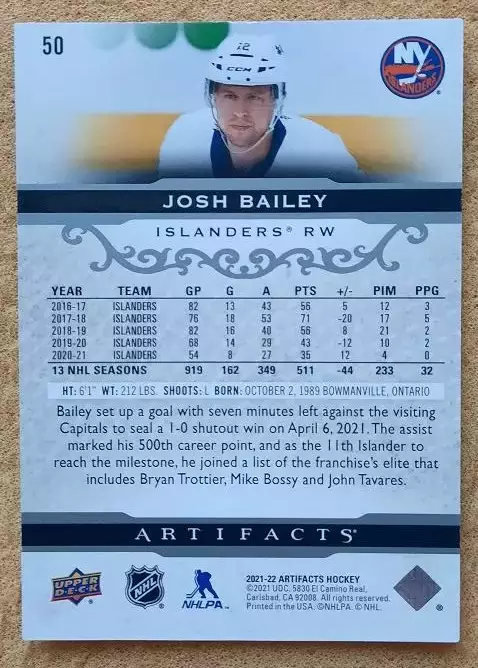 50
12
CCM
NY
ISLANDERS
JOSH BAILEY
ISLANDERS® RW
YEAR TEAM GP G A PTS +/- PIM PPG
2016-17 ISLANDERS 82 13 43 56 5 12 3
2017-18 ISLANDERS 76 18 53 71 -20 17 5
2018-19 ISLANDERS 82 16 40 56 8 21 2
2019-20 ISLANDERS 68 14 29 43 -12 10 2
2020-21 ISLANDERS 54 8 27 35 12 4 0
13 NHL SEASONS 919 162 349 511 -44 233 32
HT: 6'1" WT: 212 LBS. SHOOTS: L BORN: OCTOBER 2, 1989 BOWMANVILLE, ONTARIO
Bailey set up a goal with seven minutes left against the visiting
Capitals to seal a 1-0 shutout win on April 6, 2021. The assist
marked his 500th career point, and as the 11th Islander to
reach the milestone, he joined a list of the franchise's elite that
includes Bryan Trottier, Mike Bossy and John Tavares.
ARTIFACTS®
UPPER
DECK
NHL
NHLPA
2021-22 ARTIFACTS HOCKEY
©2021 UDC. 5830 El Camino Real,
Carlsbad, CA 92008. All rights reserved.
Printed in the USA. ©NHLPA. © NHL.
®